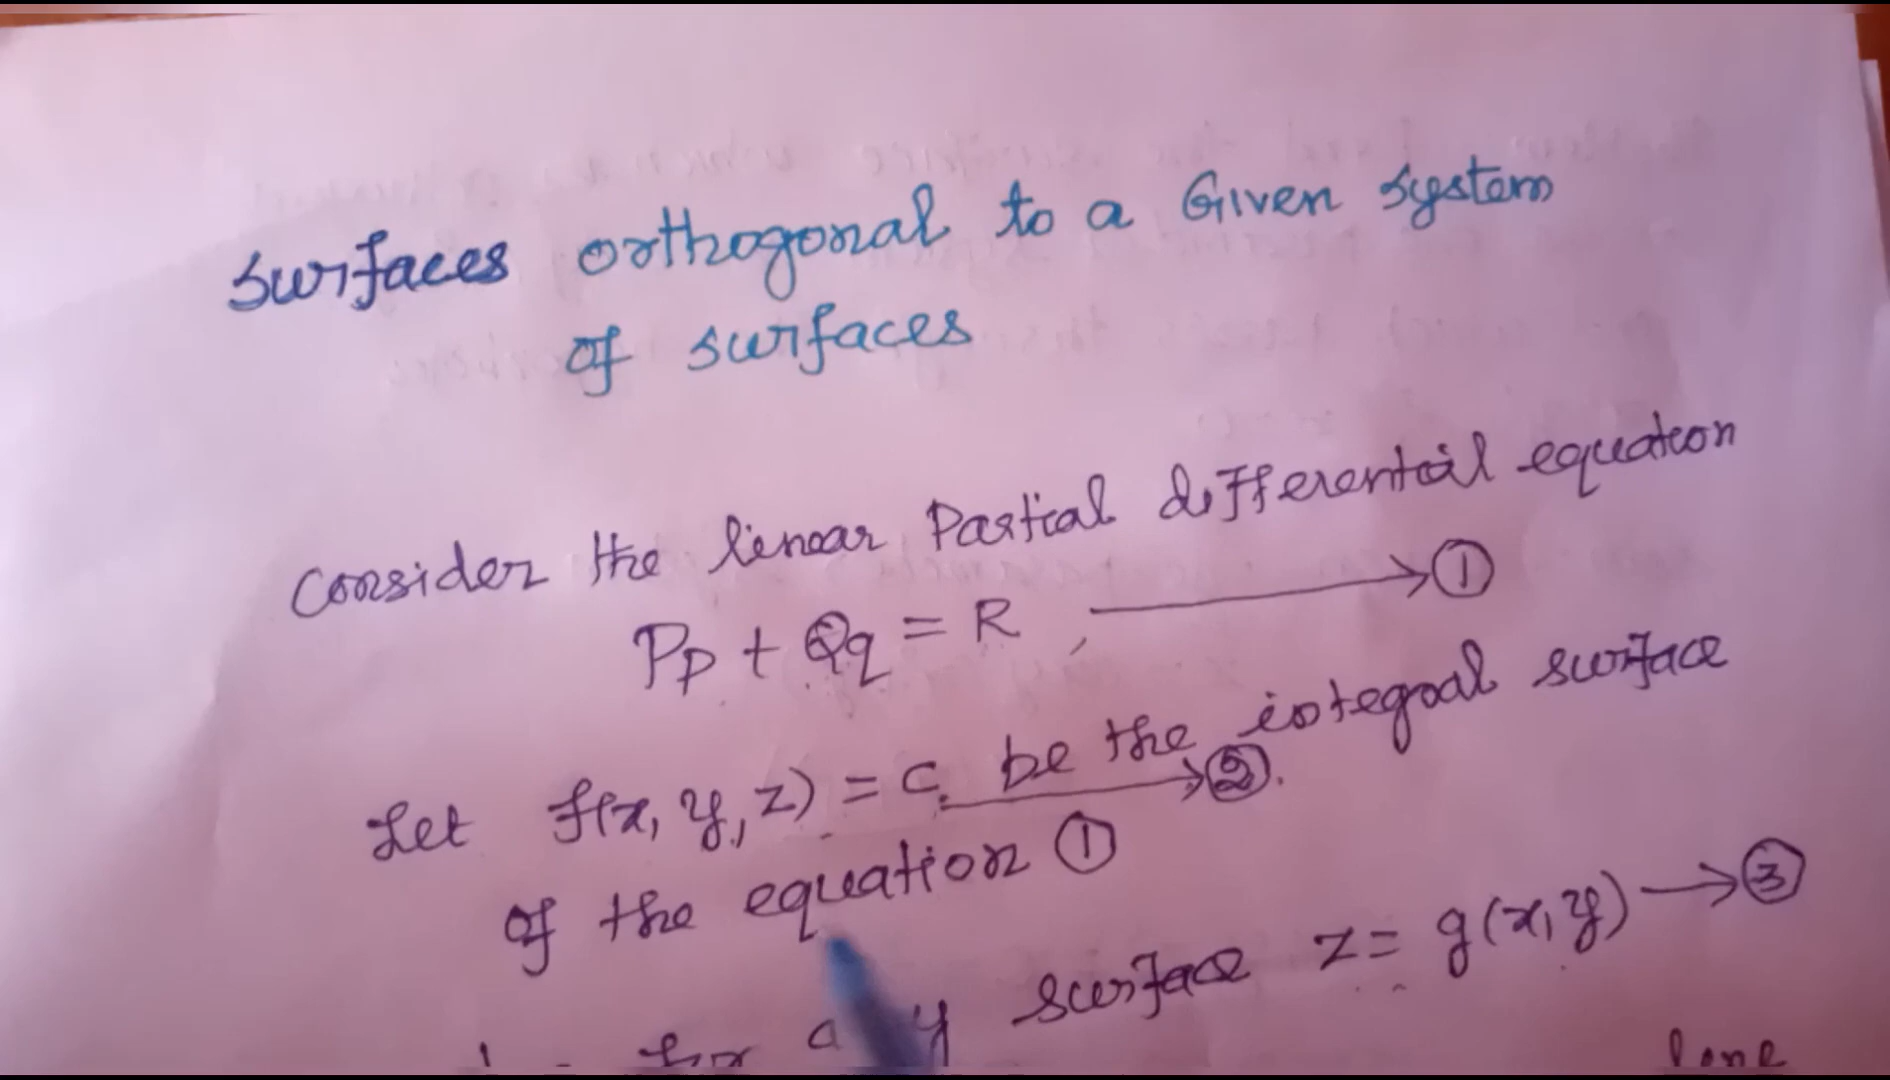 Surfaces orthogonal to a Given system
of surfaces
Consider the linear Partial differential equation
Pp + Qq = R → ①
Let f(x, y, z) = c → ② be the integral surface
of the equation ①
surface z = g(x, y) → ③